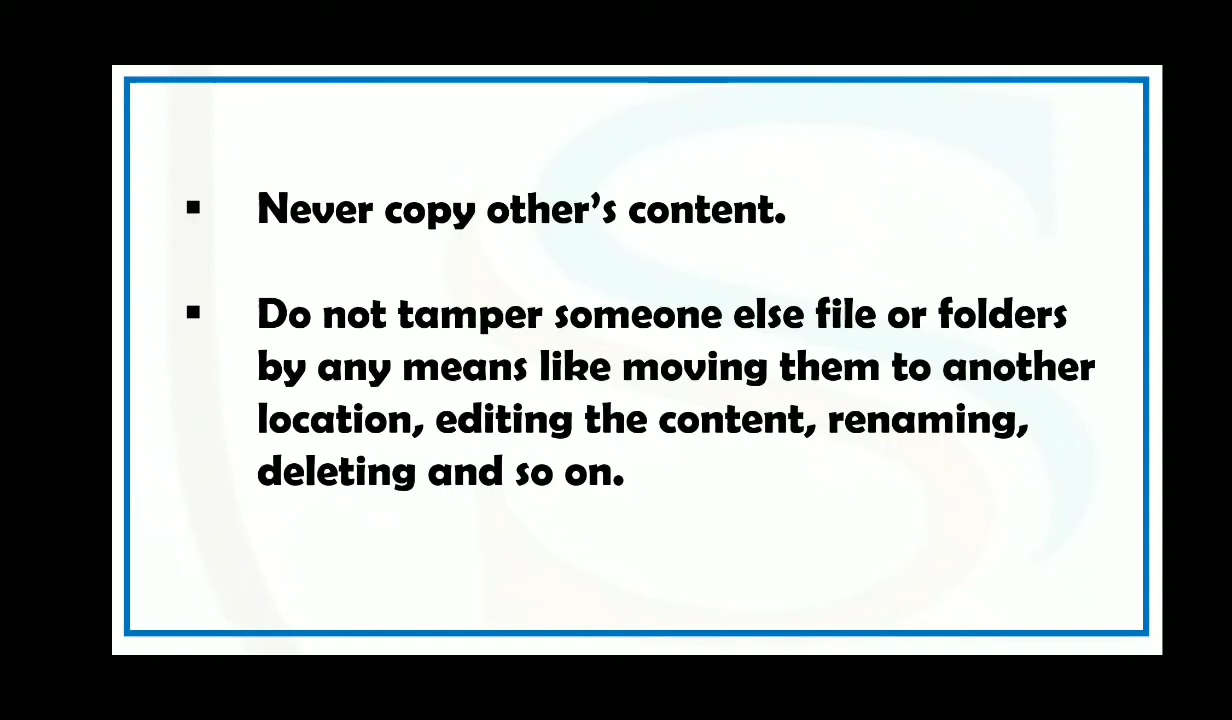 ▪ Never copy other’s content.
▪ Do not tamper someone else file or folders
by any means like moving them to another
location, editing the content, renaming,
deleting and so on.